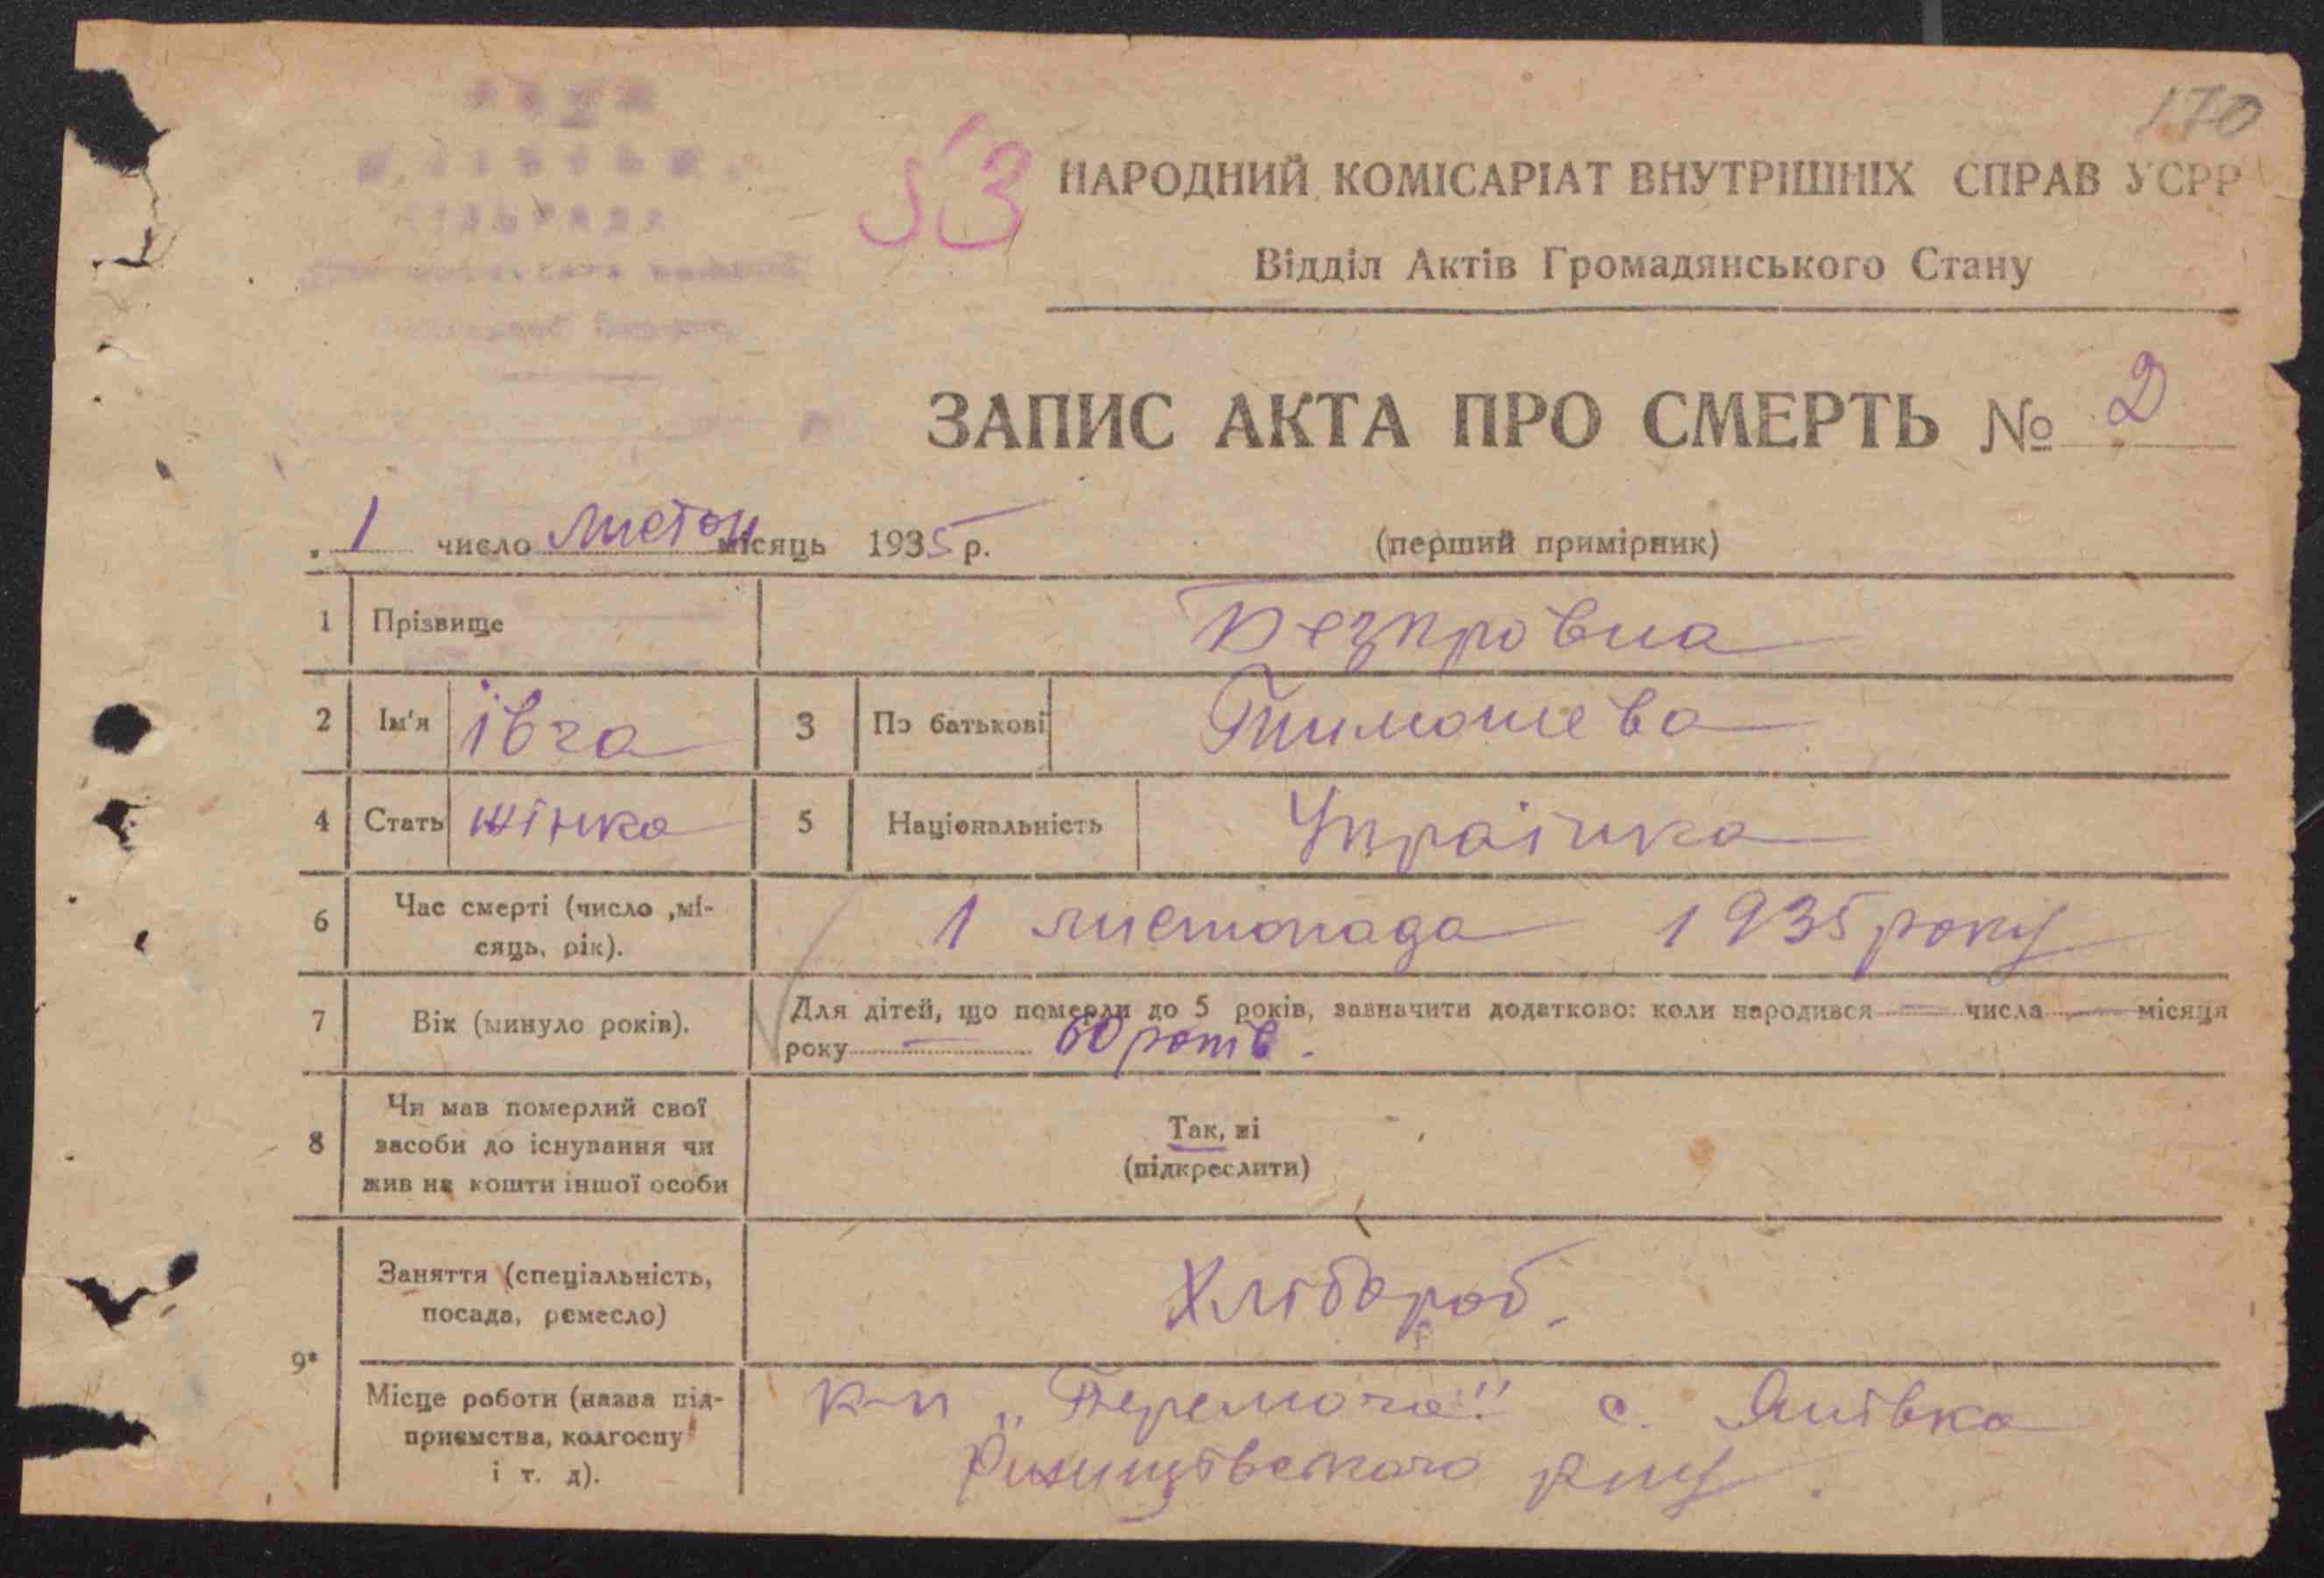 170
53
НАРОДНИЙ КОМІСАРІАТ ВНУТРІШНІХ СПРАВ УСРР
Відділ Актів Громадянського Стану
ЗАПИС АКТА ПРО СМЕРТЬ № 2
1 число листоп місяць 1935 р. (перший примірник)
1 Прізвище Безпровна
2 Ім'я Івга 3 По батькові Тимошева
4 Стать жінка 5 Національність Українка
6 Час смерті (число ,мі-
сяць, рік). 1 листопада 1935 року
7 Вік (минуло років). Для дітей, що померли до 5 років, зазначити додатково: коли народився — числа — місяця
року — 60 років.
8 Чи мав померлий свої
засоби до існування чи
жив на кошти іншої особи
Так, ні
(підкреслити)
9* Заняття (спеціальність,
посада, ремесло) Хлібороб.
Місце роботи (назва під-
приємства, колгоспу
і т. д).
к-п „Перемога" с.
р-ну.